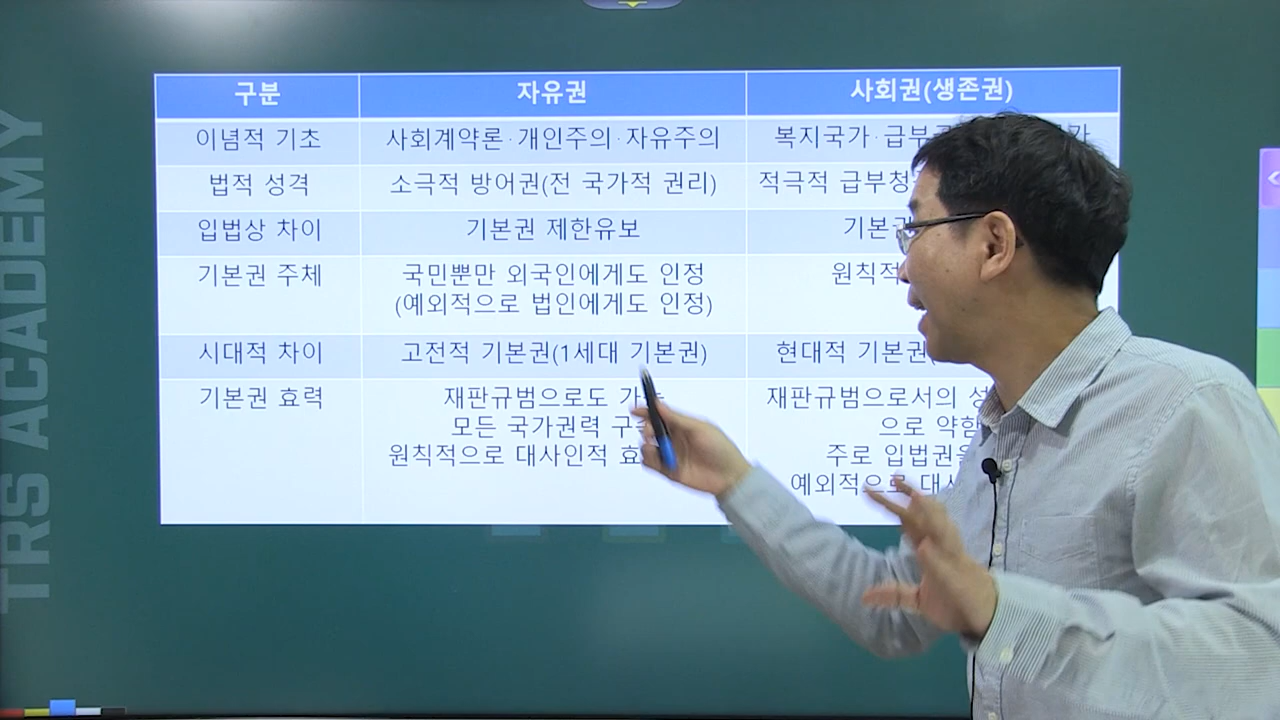 TRS ACADEMY
구분 자유권 사회권(생존권)
이념적 기초 사회계약론·개인주의·자유주의 복지국가·급부
법적 성격 소극적 방어권(전 국가적 권리) 적극적
입법상 차이 기본권 제한유보
기본권 주체 국민뿐만 외국인에게도 인정 원칙적
(예외적으로 법인에게도 인정)
시대적 차이 고전적 기본권(1세대 기본권) 현대적 기본권
기본권 효력 재판규범으로도 재판규범으로서의
모든 국가권력 으로 약함
원칙적으로 대사인적 주로 입법권을
예외적으로